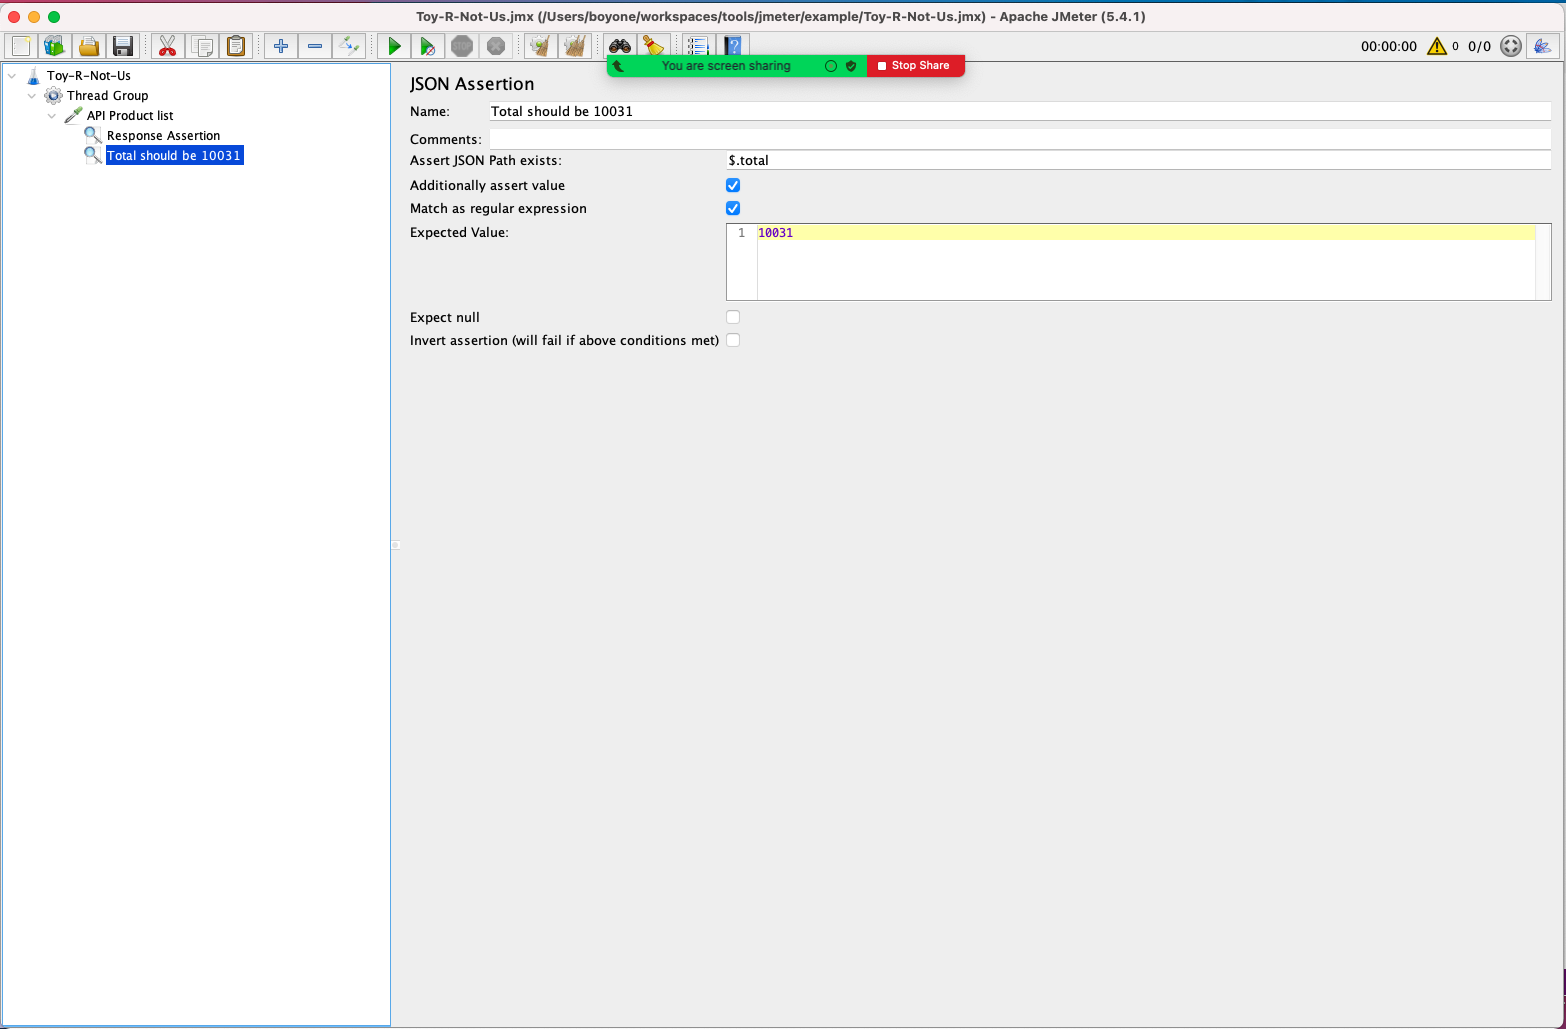 Toy-R-Not-Us.jmx (/Users/boyone/workspaces/tools/jmeter/example/Toy-R-Not-Us.jmx) - Apache JMeter (5.4.1)
STOP
00:00:00 0 0/0
You are screen sharing Stop Share
Toy-R-Not-Us
Thread Group
API Product list
Response Assertion
Total should be 10031
JSON Assertion
Name: Total should be 10031
Comments:
Assert JSON Path exists: $.total
Additionally assert value
Match as regular expression
Expected Value: 1 10031
Expect null
Invert assertion (will fail if above conditions met)